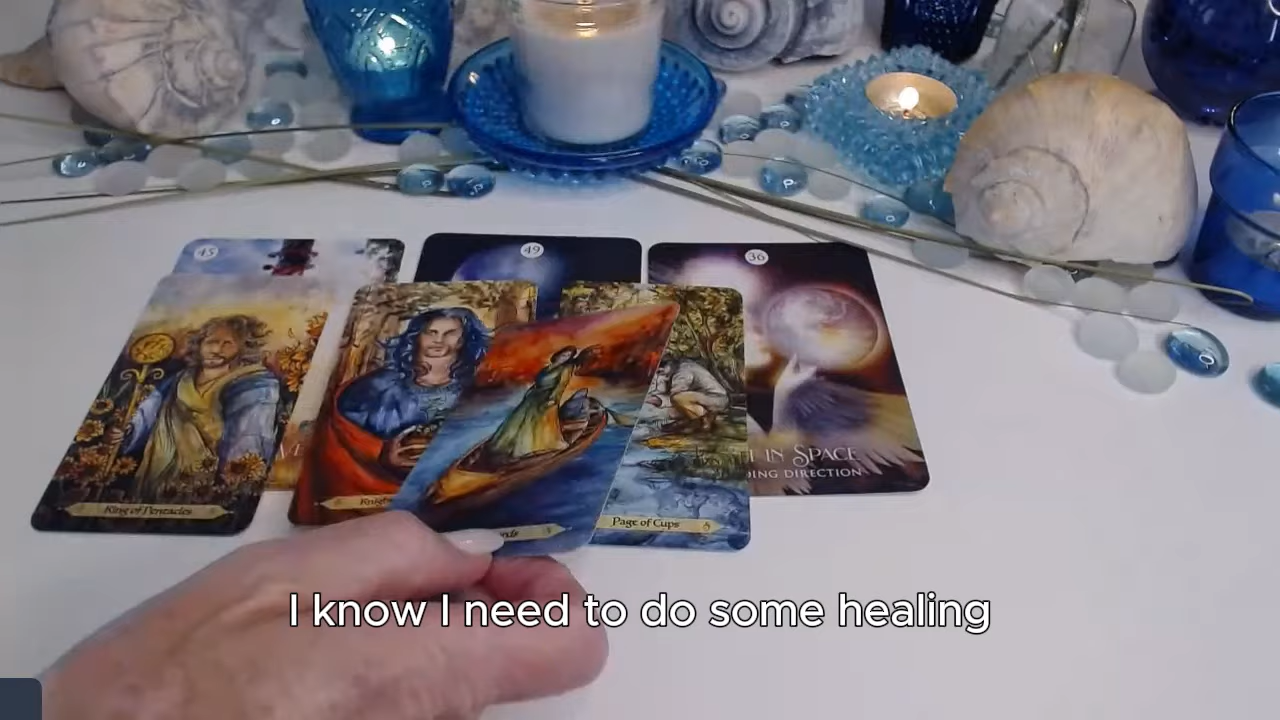 45
49
36
IN SPACE
DING DIRECTION
King of Pentacles
Page of Cups
I know I need to do some healing